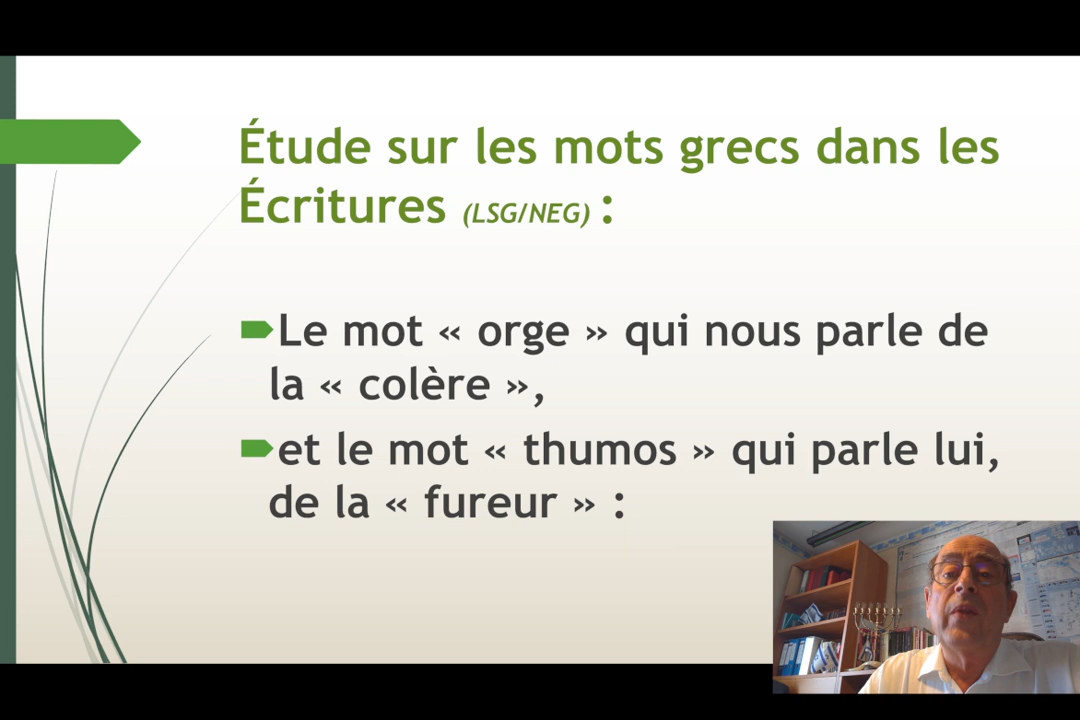 Étude sur les mots grecs dans les
Écritures (LSG/NEG) :
Le mot « orge » qui nous parle de
la « colère »,
et le mot « thumos » qui parle lui,
de la « fureur » :